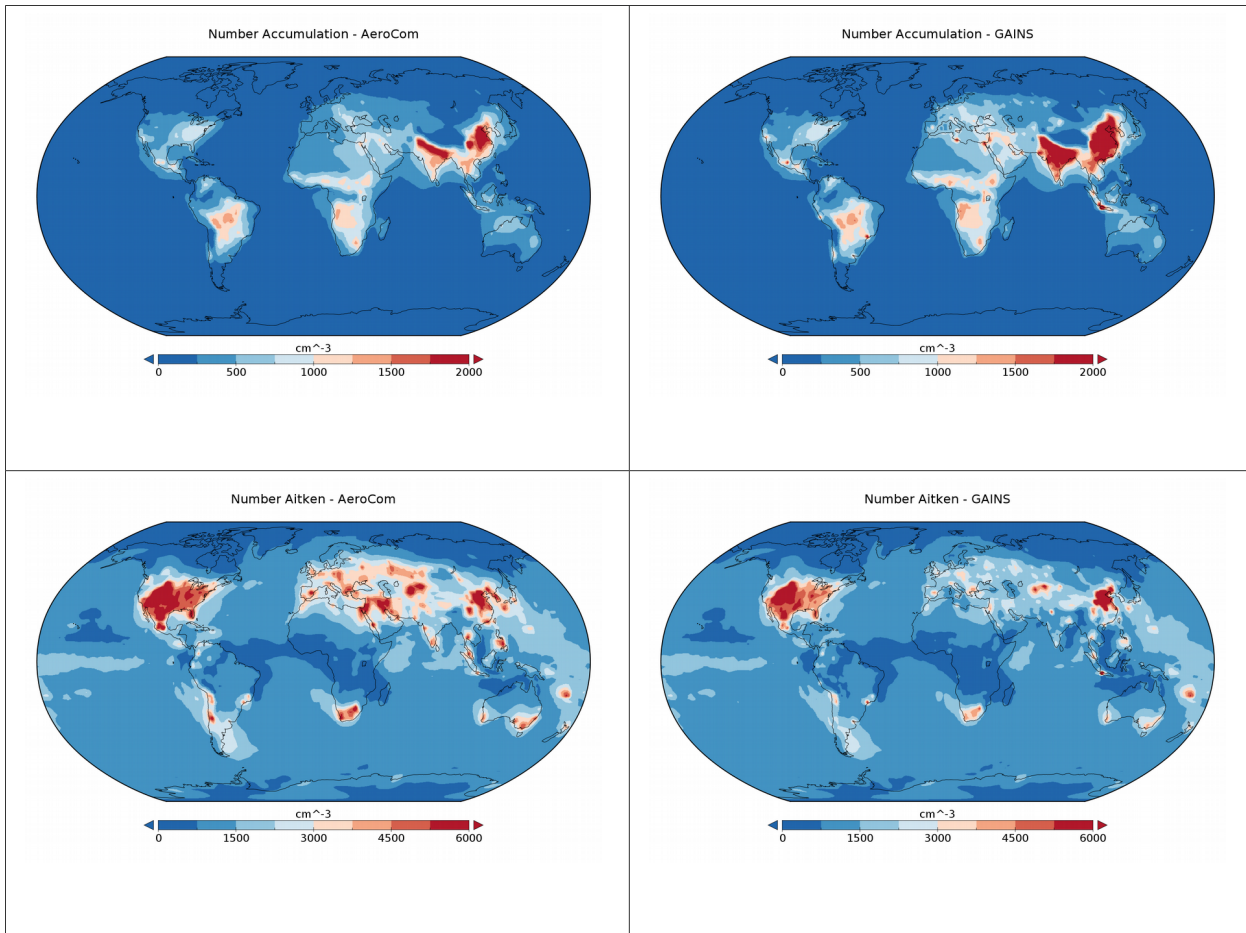 Number Accumulation - AeroCom
cm^-3
0 500 1000 1500 2000
Number Accumulation - GAINS
cm^-3
0 500 1000 1500 2000
Number Aitken - AeroCom
cm^-3
0 1500 3000 4500 6000
Number Aitken - GAINS
cm^-3
0 1500 3000 4500 6000